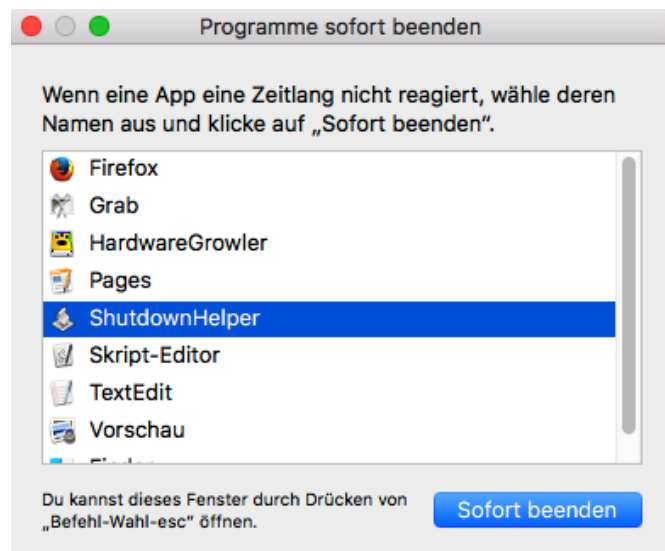 Programme sofort beenden
Wenn eine App eine Zeitlang nicht reagiert, wähle deren
Namen aus und klicke auf „Sofort beenden“.
Firefox
Grab
HardwareGrowler
Pages
ShutdownHelper
Skript-Editor
TextEdit
Vorschau
Du kannst dieses Fenster durch Drücken von
„Befehl-Wahl-esc“ öffnen.
Sofort beenden